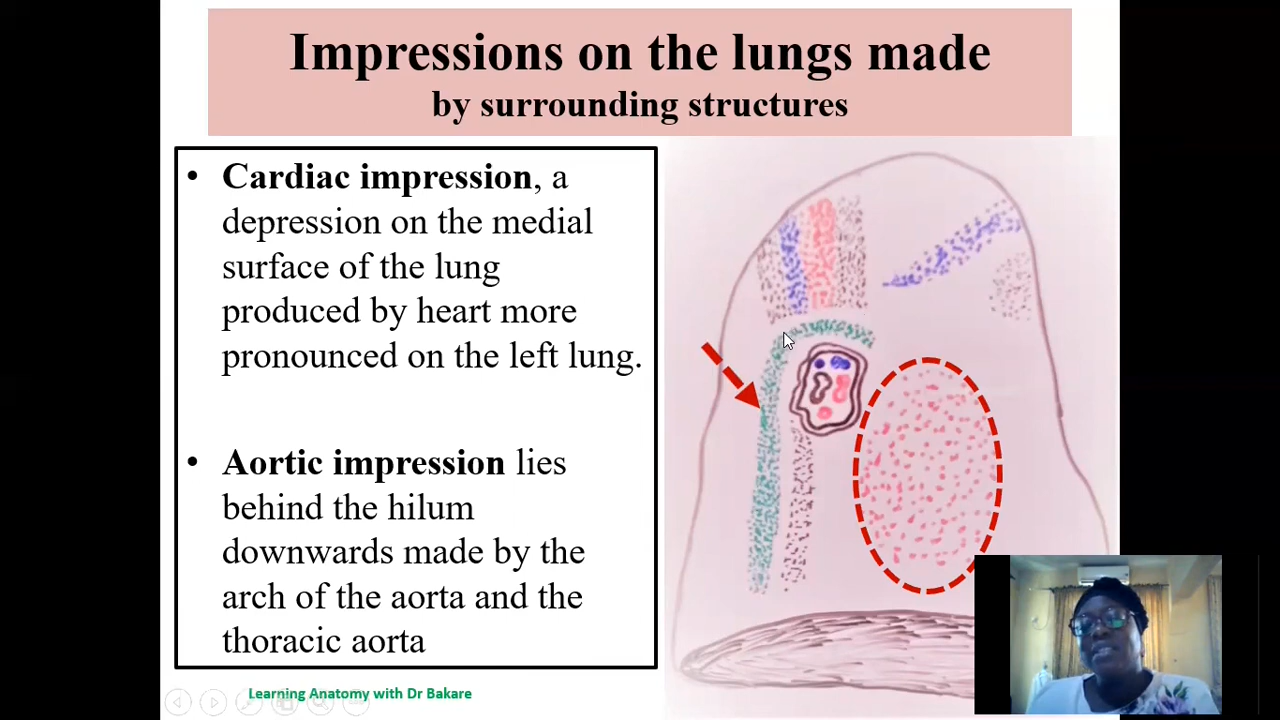 Impressions on the lungs made
by surrounding structures
• Cardiac impression, a
depression on the medial
surface of the lung
produced by heart more
pronounced on the left lung.
• Aortic impression lies
behind the hilum
downwards made by the
arch of the aorta and the
thoracic aorta
Learning Anatomy with Dr Bakare